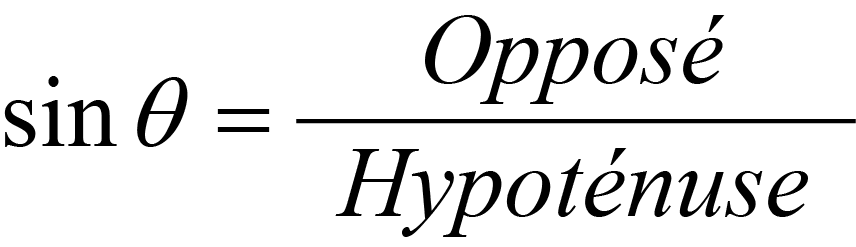 sin θ = Opposé / Hypoténuse